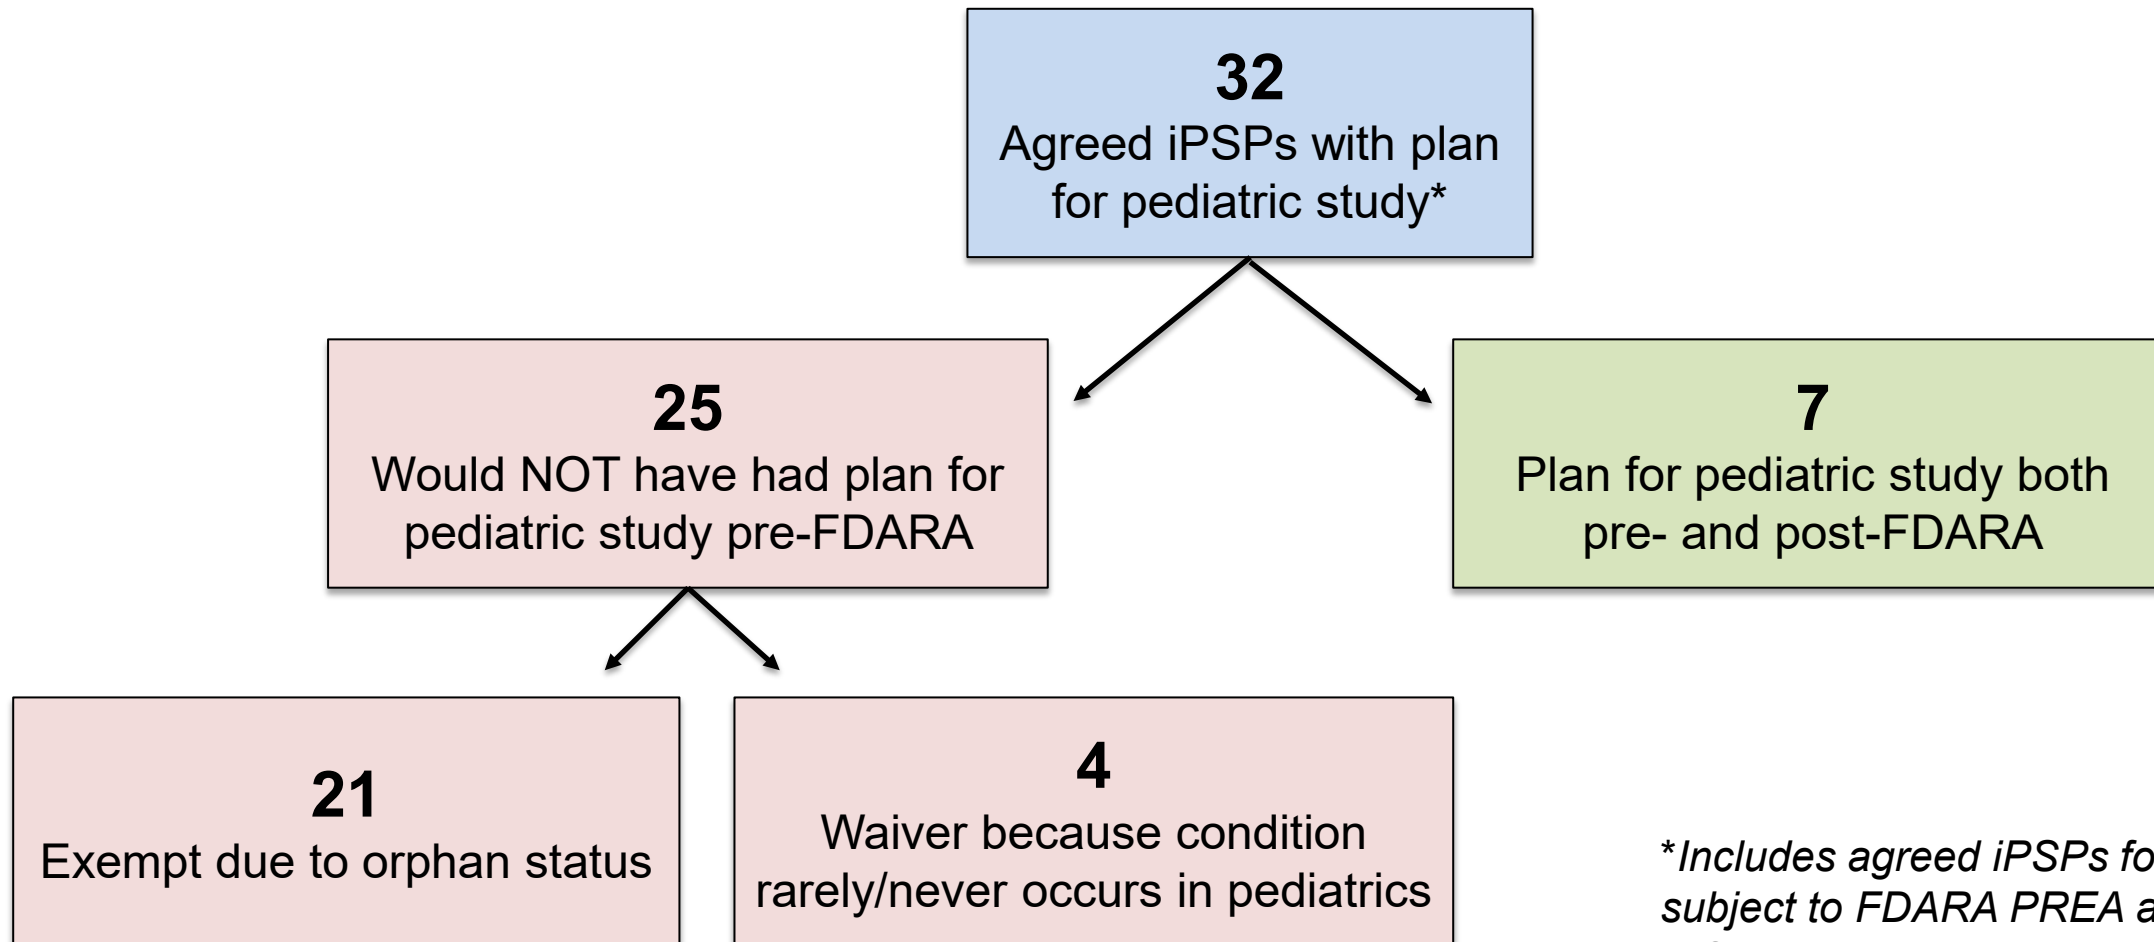 32
Agreed iPSPs with plan
for pediatric study*
25
Would NOT have had plan for
pediatric study pre-FDARA
7
Plan for pediatric study both
pre- and post-FDARA
21
Exempt due to orphan status
4
Waiver because condition
rarely/never occurs in pediatrics
*Includes agreed iPSPs
subject to FDARA PREA